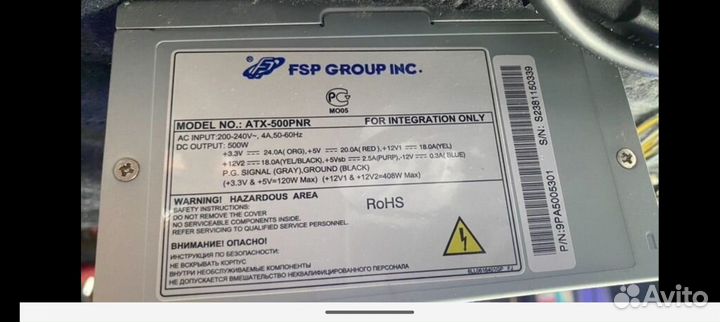 FSP GROUP INC.
PG
MO05
MODEL NO.: ATX-500PNR FOR INTEGRATION ONLY
AC INPUT:200-240V~, 4A,50-60Hz
DC OUTPUT: 500W
+3.3V 24.0A( ORG), +5V 20.0A( RED), +12V1 18.0A(YEL)
+12V2 18.0A(YEL/BLACK), +5Vsb 2.5A(PURP),-12V 0.3A( BLUE)
P.G. SIGNAL (GRAY),GROUND (BLACK)
(+3.3V & +5V=120W Max) (+12V1 & +12V2=408W Max)
WARNING! HAZARDOUS AREA
SAFETY INSTRUCTIONS:
DO NOT REMOVE THE COVER
NO SERVICEABLE COMPONENTS INSIDE.
REFER TO SERVICING TO QUALIFIED SERVICE PERSONNEL.
RoHS
ВНИМАНИЕ! ОПАСНО!
ИНСТРУКЦИЯ ПО БЕЗОПАСНОСТИ:
НЕ ВСКРЫВАТЬ КОРПУС
ВНУТРИ НЕОБСЛУЖИВАЕМЫЕ КОМПОНЕНТЫ
НЕ ДОПУСКАЕТСЯ ВМЕШАТЕЛЬСТВО НЕКВАЛИФИЦИРОВАННОГО ПЕРСОНАЛА
P/N:9PA5005301
S/N: S2381150339
Avito